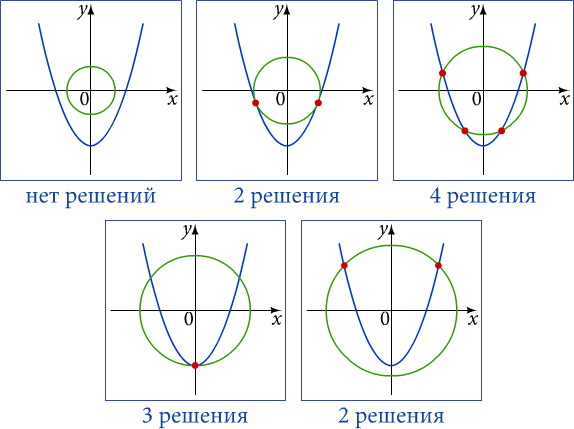 y y y
0 x 0 x 0 x
нет решений 2 решения 4 решения
y y
0 x 0 x
3 решения 2 решения